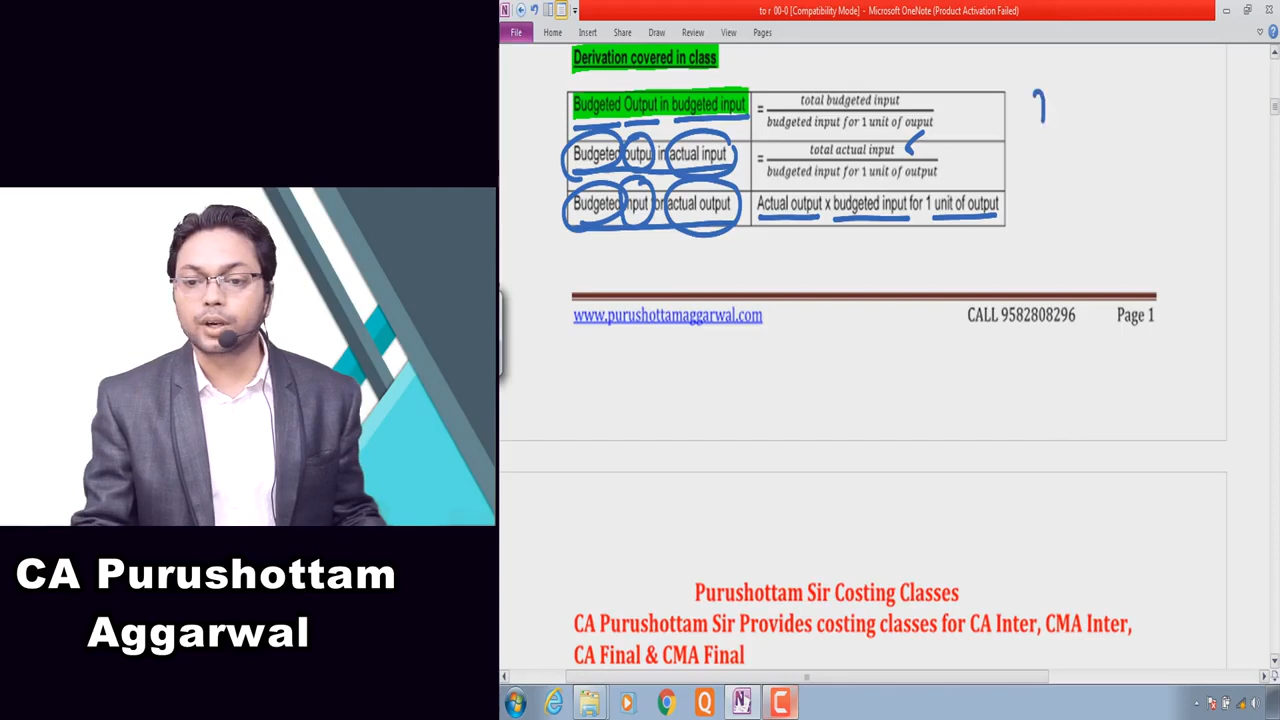 to r 00-0 [Compatibility Mode] - Microsoft OneNote (Product Activation Failed)
File Home Insert Share Draw Review View Pages
Derivation covered in class
Budgeted Output in budgeted input = total budgeted input
budgeted input for 1 unit of ouput
Budgeted output in actual input = total actual input
budgeted input for 1 unit of output
Budgeted input for actual output Actual output x budgeted input for 1 unit of output
www.purushottamaggarwal.com CALL 9582808296 Page 1
Purushottam Sir Costing Classes
CA Purushottam Sir Provides costing classes for CA Inter, CMA Inter,
CA Final & CMA Final
CA Purushottam
Aggarwal